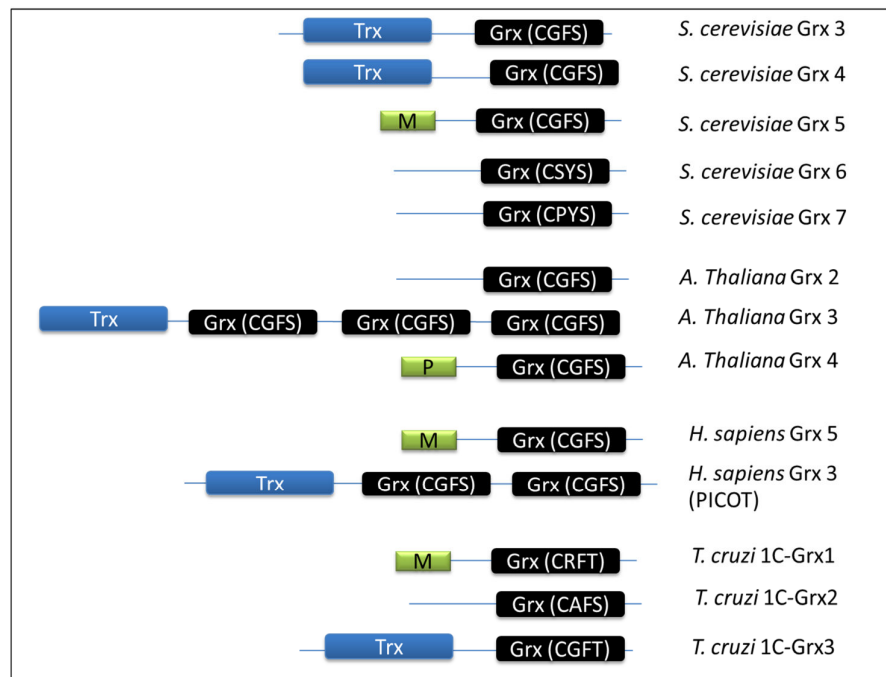 Trx Grx (CGFS) S. cerevisiae Grx 3
Trx Grx (CGFS) S. cerevisiae Grx 4
M Grx (CGFS) S. cerevisiae Grx 5
Grx (CSYS) S. cerevisiae Grx 6
Grx (CPYS) S. cerevisiae Grx 7
Grx (CGFS) A. Thaliana Grx 2
Trx Grx (CGFS) Grx (CGFS) Grx (CGFS) A. Thaliana Grx 3
P Grx (CGFS) A. Thaliana Grx 4
M Grx (CGFS) H. sapiens Grx 5
Trx Grx (CGFS) Grx (CGFS) H. sapiens Grx 3
(PICOT)
M Grx (CRFT) T. cruzi 1C-Grx1
Grx (CAFS) T. cruzi 1C-Grx2
Trx Grx (CGFT) T. cruzi 1C-Grx3